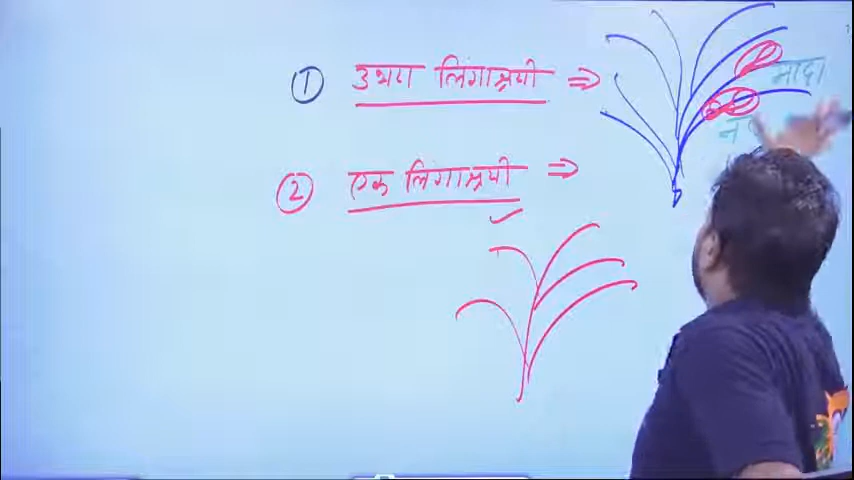 ① उभय लिंगाश्रयी ⇒
मादा
② एक लिंगाश्रयी ⇒